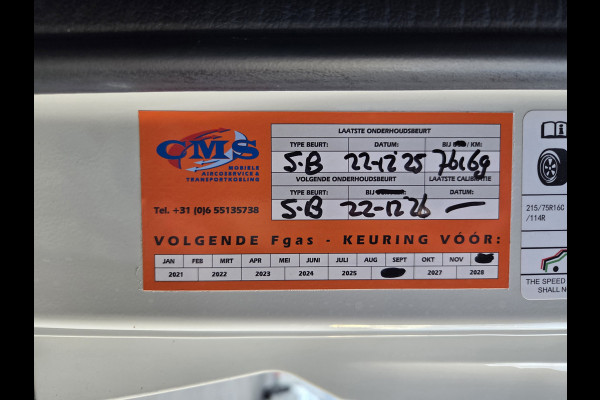 LAATSTE ONDERHOUDSBEURT
TYPE BEURT: DATUM: BIJ KM:
S-B 22-12'25 76169
VOLGENDE ONDERHOUDSBEURT LAATSTE CALIBRATIE
TYPE BEURT: BIJ DATUM:
S-B 22-12 26 —
CMS
MOBIELE
AIRCOSERVICE &
TRANSPORTKOELING
Tel. +31 (0)6 55135738
VOLGENDE Fgas - KEURING VÓÓR:
JAN FEB MRT APR MEI JUNI JULI AUG SEPT OKT NOV
2021 2022 2023 2024 2025 2027 2028
215/75R16C
/114R
THE SPEED
SHALL N